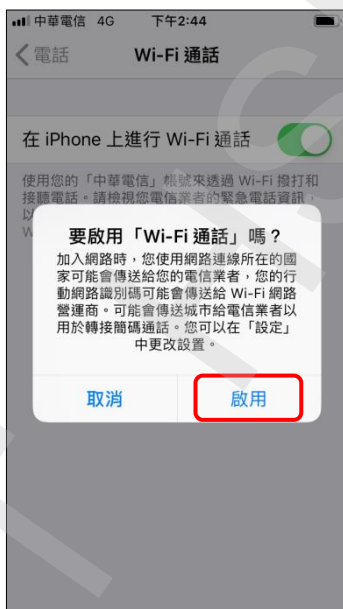 中華電信 4G 下午2:44
電話 Wi-Fi 通話
在 iPhone 上進行 Wi-Fi 通話
使用您的「中華電信」帳號來透過 Wi-Fi 撥打和
接聽電話。請檢視您電信業者的緊急電話資訊，
以
W
要啟用「Wi-Fi 通話」嗎？
加入網路時，您使用網路連線所在的國
家可能會傳送給您的電信業者，您的行
動網路識別碼可能會傳送給 Wi-Fi 網路
營運商。可能會傳送城市給電信業者以
用於轉接簡碼通話。您可以在「設定」
中更改設置。
取消 啟用